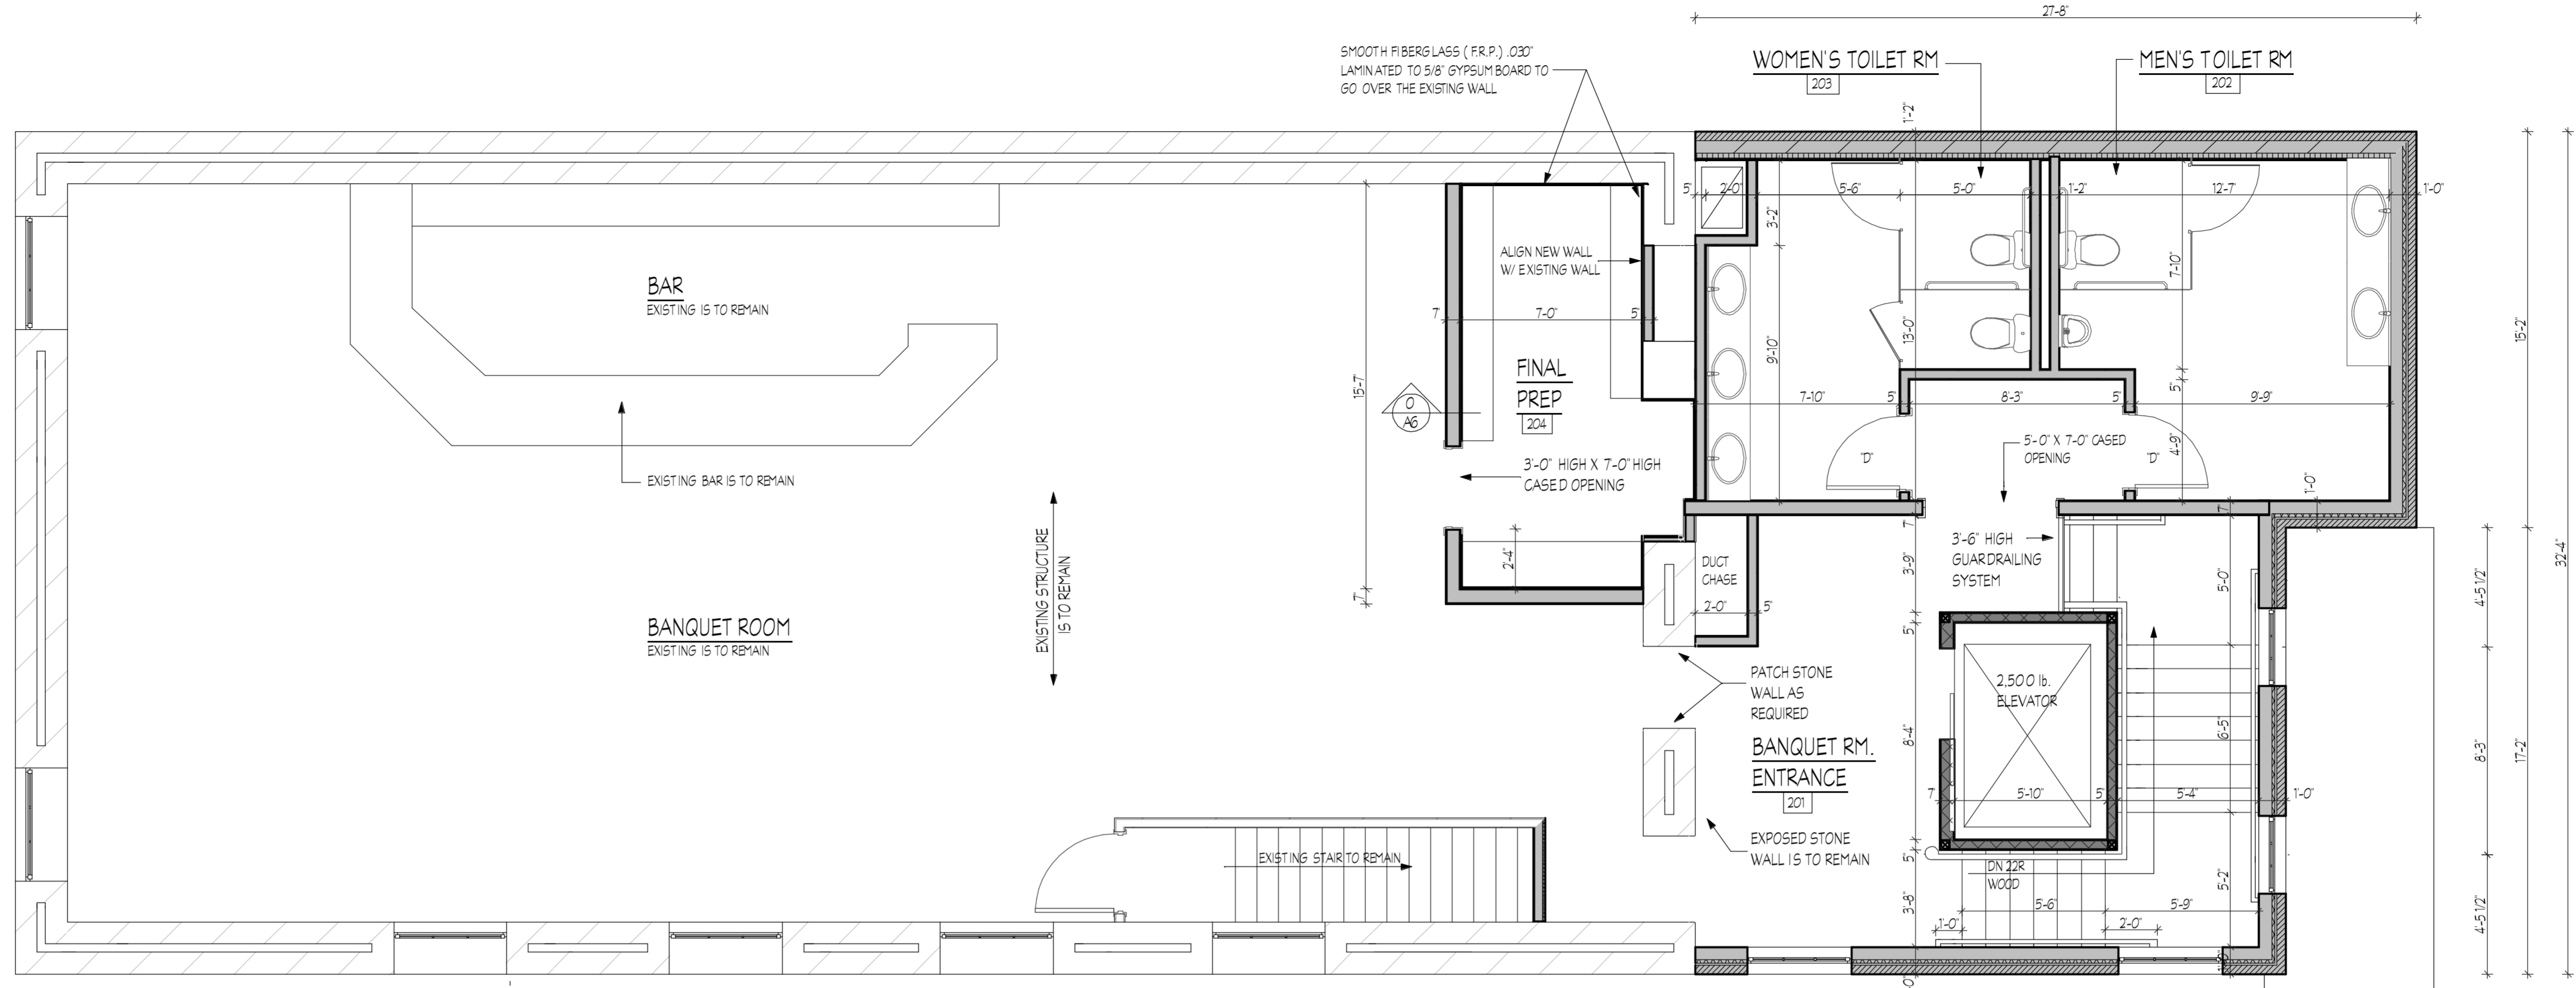 27'-8"
SMOOTH FIBERGLASS ( F.R.P.) .030"
LAMINATED TO 5/8" GYPSUM BOARD TO
GO OVER THE EXISTING WALL
WOMEN'S TOILET RM
203
MEN'S TOILET RM
202
1'-2"
5"
2'-0"
5'-6"
5'-0"
1'-2"
12'-7"
1'-0"
3'-2"
7'-10"
13'-0"
9'-10"
15'-2"
32'-4"
BAR
EXISTING IS TO REMAIN
ALIGN NEW WALL
W/ EXISTING WALL
7"
7'-0"
5"
15'-7"
FINAL
PREP
204
0
A6
7'-10"
5"
8'-3"
5"
9'-9"
5"
4'-9"
"D"
5'-0" X 7'-0" CASED
OPENING
"D"
3'-0" HIGH X 7'-0" HIGH
CASED OPENING
EXISTING BAR IS TO REMAIN
1'-0"
7"
7"
EXISTING STRUCTURE
IS TO REMAIN
2'-4"
7"
DUCT
CHASE
2'-0"
5"
3'-9"
5"
3'-6" HIGH
GUARDRAILING
SYSTEM
5'-0"
4'-5 1/2"
BANQUET ROOM
EXISTING IS TO REMAIN
PATCH STONE
WALL AS
REQUIRED
2,500 lb.
ELEVATOR
8'-4"
6'-5"
8'-3"
17'-2"
BANQUET RM.
ENTRANCE
201
7"
5'-10"
5"
5'-4"
1'-0"
EXPOSED STONE
WALL IS TO REMAIN
EXISTING STAIR TO REMAIN
5"
DN 22R
WOOD
5'-2"
3'-8"
5'-6"
5'-9"
1'-0"
2'-0"
4'-5 1/2"